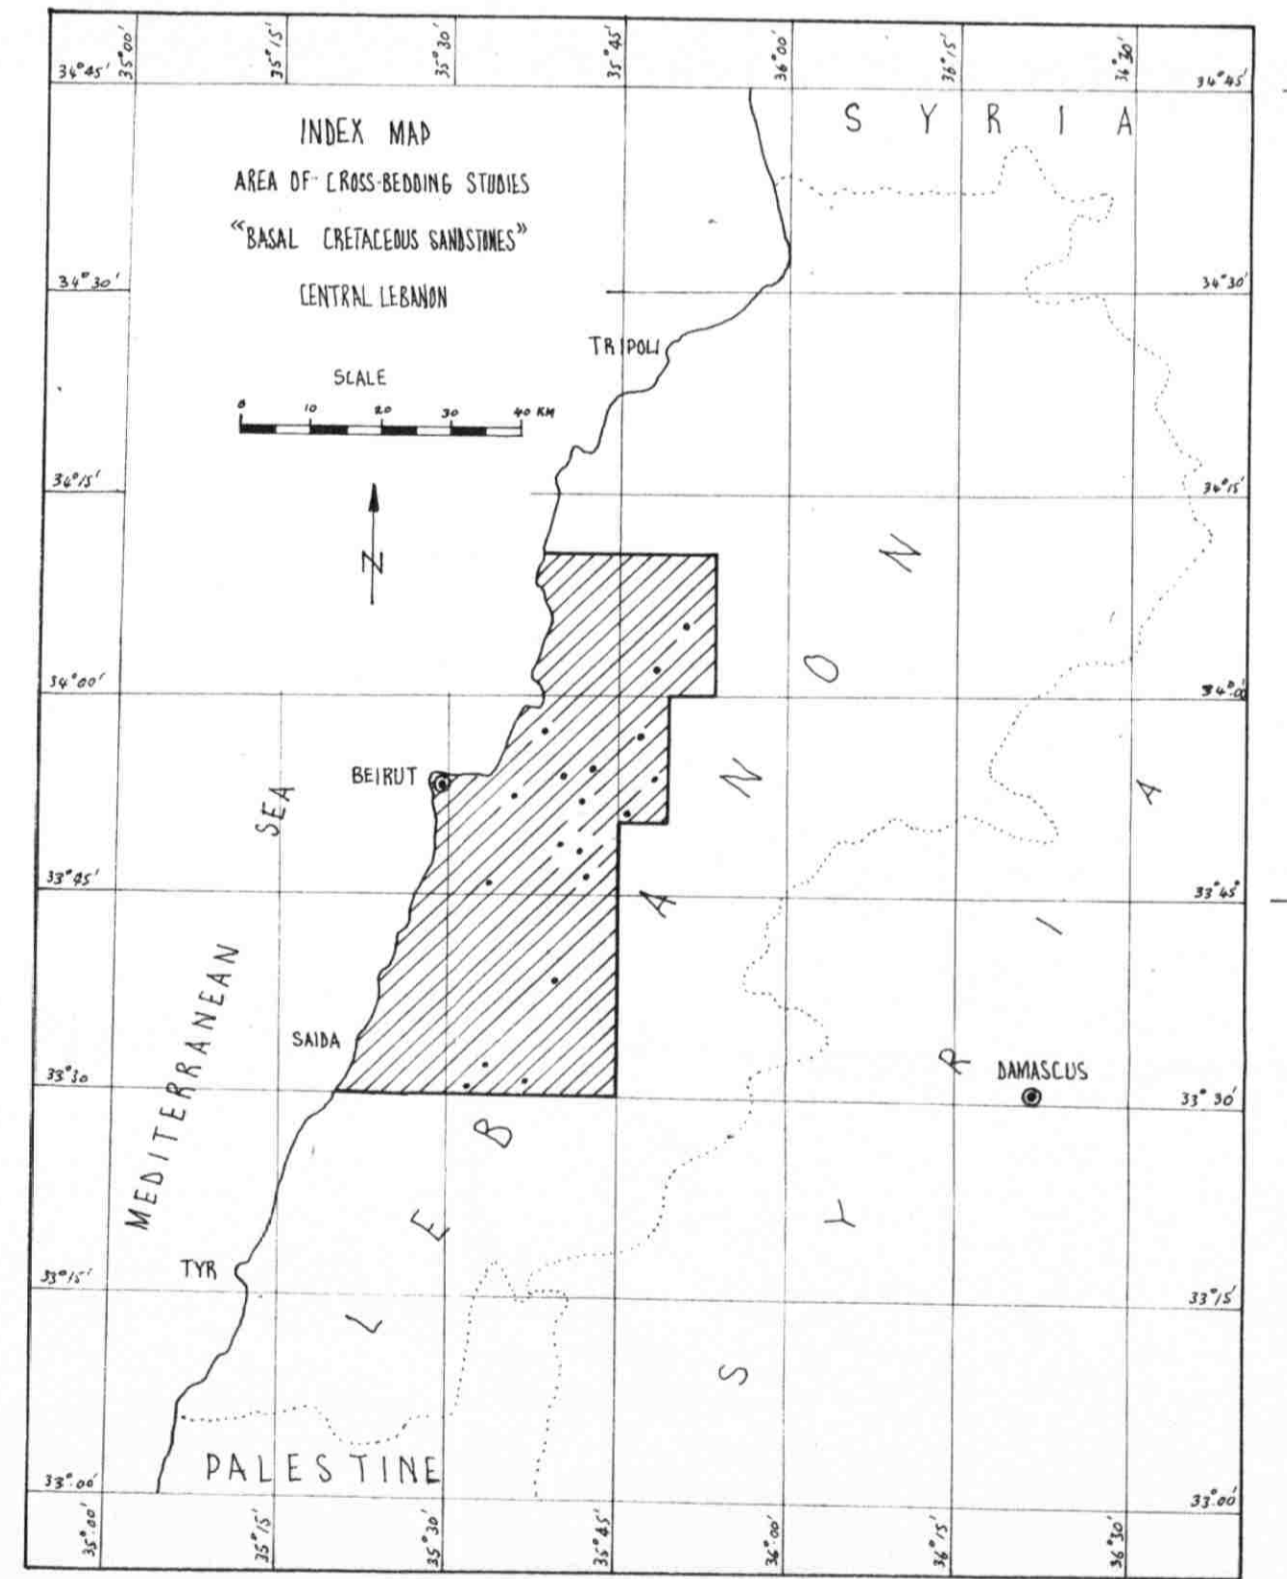 35°00' 35°15' 35°30' 35°45' 36°00' 36°15' 36°30'
34°45' 34°45'
SYRIA
INDEX MAP
AREA OF CROSS-BEDDING STUDIES
“BASAL CRETACEOUS SANDSTONES”
CENTRAL LEBANON
34°30' 34°30'
TRIPOLI
SCALE
0 10 20 30 40 KM
34°15' 34°15'
N
34°00' 34°00'
BEIRUT
MEDITERRANEAN SEA
33°45' 33°45'
LEBANON
SAIDA
SYRIA
DAMASCUS
33°30' 33°30'
TYR
33°15' 33°15'
PALESTINE
33°00' 33°00'
35°00' 35°15' 35°30' 35°45' 36°00' 36°15' 36°30'